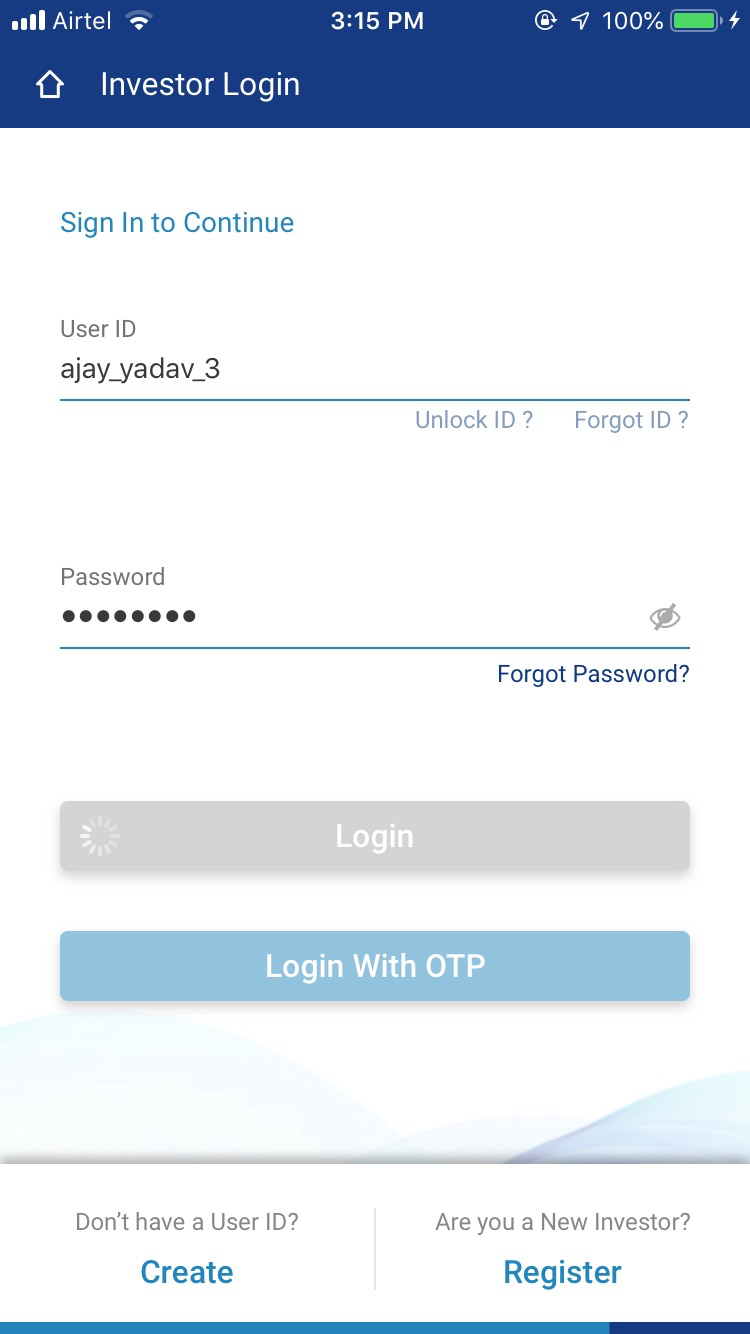 Airtel 3:15 PM 100%
Investor Login
Sign In to Continue
User ID
ajay_yadav_3
Unlock ID ? Forgot ID ?
Password
••••••••
Forgot Password?
Login
Login With OTP
Don’t have a User ID? Are you a New Investor?
Create Register